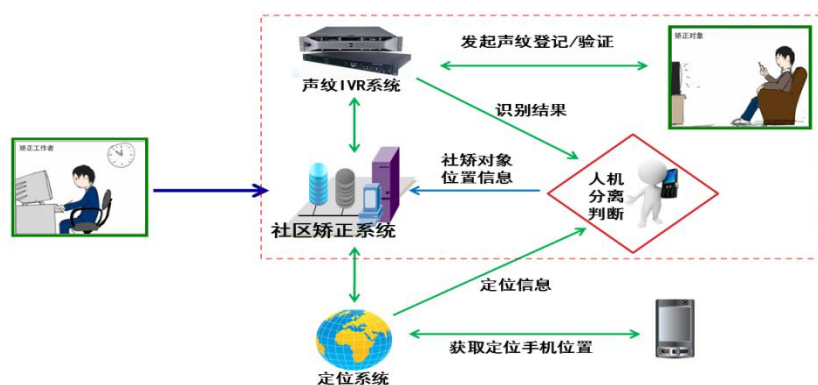 发起声纹登记/验证
矫正对象
声纹IVR系统
识别结果
矫正工作者
社矫对象
位置信息
人机
分离
判断
社区矫正系统
定位信息
获取定位手机位置
定位系统